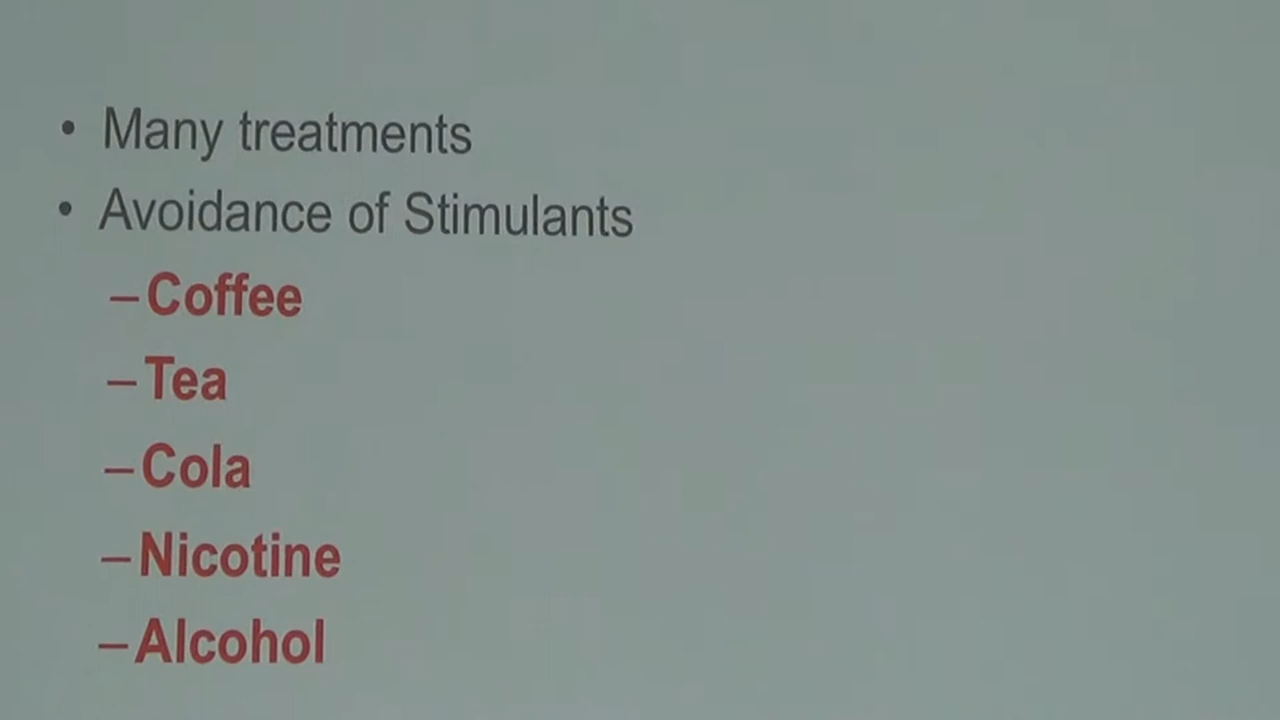 • Many treatments
• Avoidance of Stimulants
– Coffee
– Tea
– Cola
– Nicotine
– Alcohol